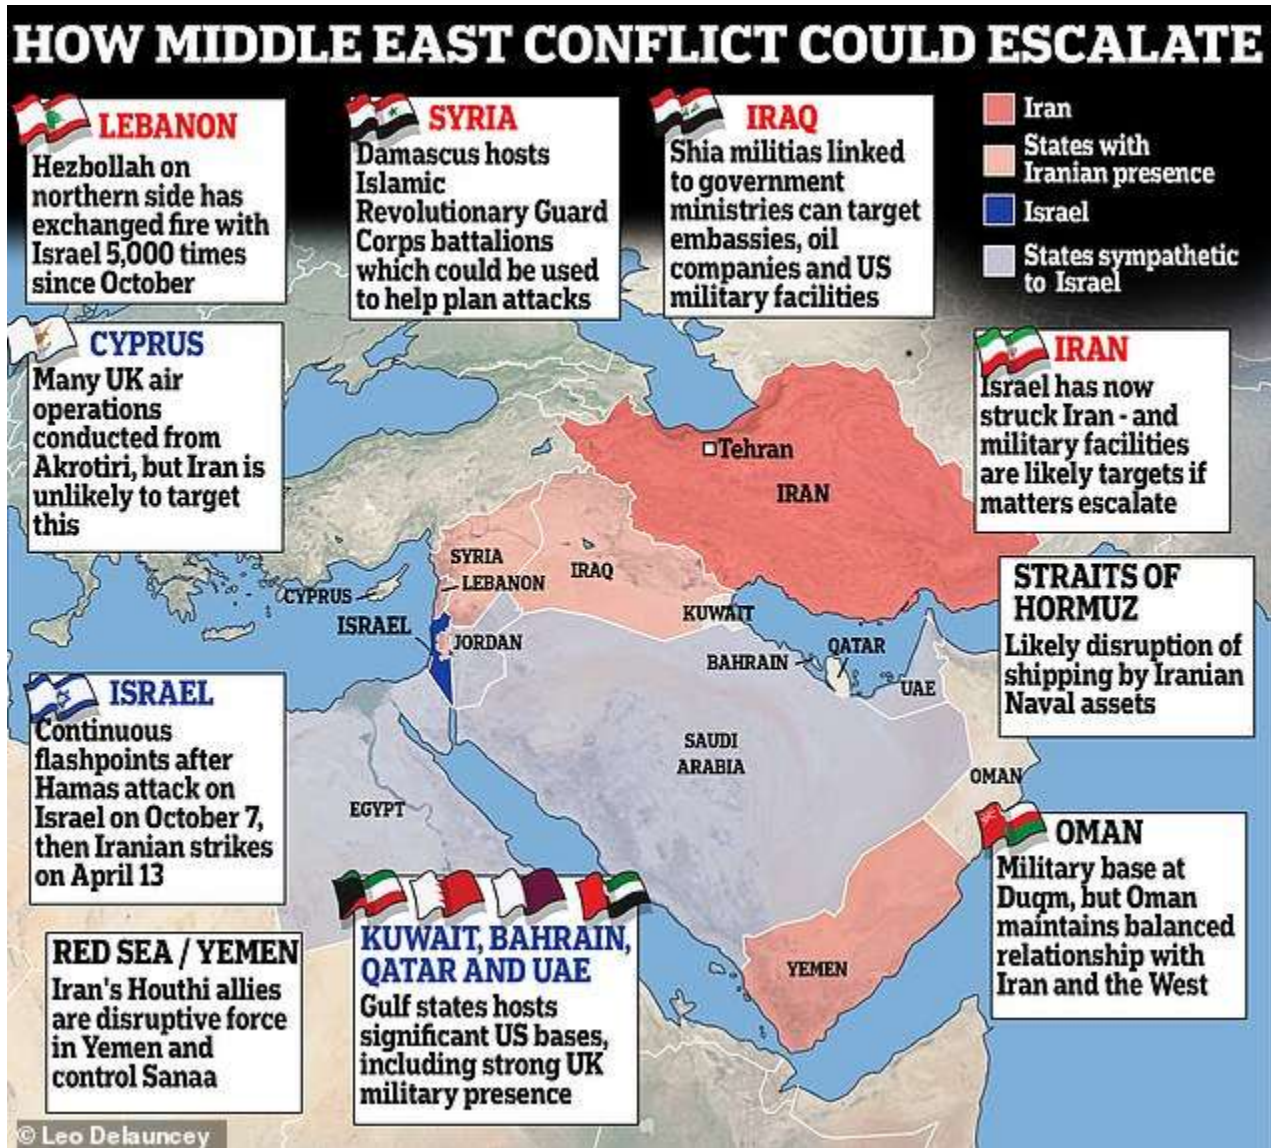 HOW MIDDLE EAST CONFLICT COULD ESCALATE
LEBANON
Hezbollah on
northern side has
exchanged fire with
Israel 5,000 times
since October
SYRIA
Damascus hosts
Islamic
Revolutionary Guard
Corps battalions
which could be used
to help plan attacks
IRAQ
Shia militias linked
to government
ministries can target
embassies, oil
companies and US
military facilities
Iran
States with
Iranian presence
Israel
States sympathetic
to Israel
CYPRUS
Many UK air
operations
conducted from
Akrotiri, but Iran is
unlikely to target
this
IRAN
Israel has now
struck Iran - and
military facilities
are likely targets if
matters escalate
Tehran
IRAN
SYRIA
LEBANON
IRAQ
CYPRUS
ISRAEL
JORDAN
KUWAIT
BAHRAIN
QATAR
UAE
SAUDI
ARABIA
EGYPT
OMAN
YEMEN
STRAITS OF
HORMUZ
Likely disruption of
shipping by Iranian
Naval assets
ISRAEL
Continuous
flashpoints after
Hamas attack on
Israel on October 7,
then Iranian strikes
on April 13
OMAN
Military base at
Duqm, but Oman
maintains balanced
relationship with
Iran and the West
RED SEA / YEMEN
Iran's Houthi allies
are disruptive force
in Yemen and
control Sanaa
KUWAIT, BAHRAIN,
QATAR AND UAE
Gulf states hosts
significant US bases,
including strong UK
military presence
© Leo Delauncey